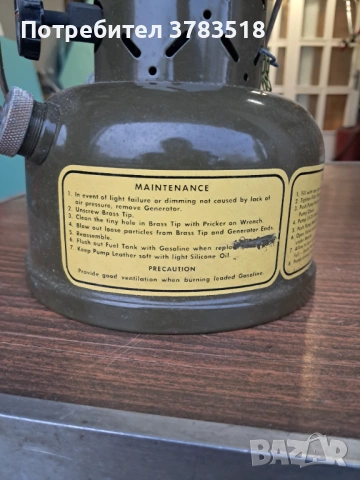 Потребител 3783518
MAINTENANCE
1. In event of light failure or dimming not caused by lack of
air pressure, remove Generator.
2. Unscrew Brass Tip.
3. Clean the tiny hole in Brass Tip with Pricker on Wrench.
4. Blow out loose particles from Brass Tip and Generator Ends.
5. Reassemble.
6. Flush out Fuel Tank with Gasoline when
7. Keep Pump Leather soft with light Silicone Oil.
PRECAUTION
Provide good ventilation when burning leaded Gasoline.
BAZAR